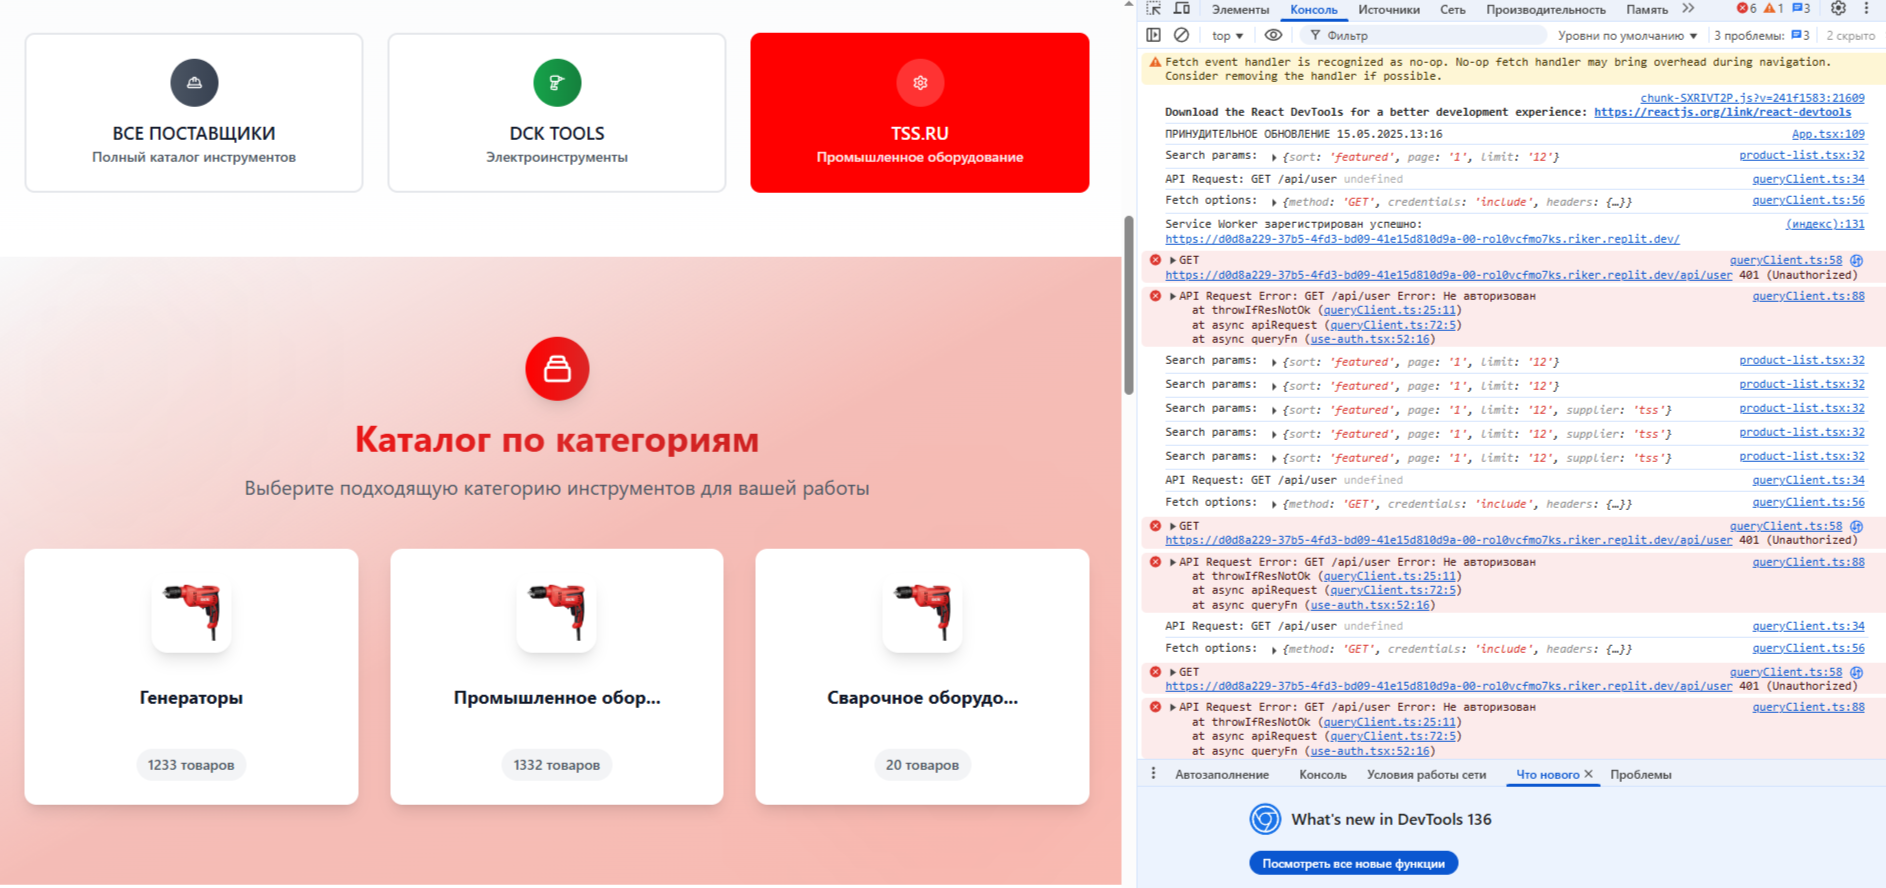 ВСЕ ПОСТАВЩИКИ
Полный каталог инструментов
DCK TOOLS
Электроинструменты
TSS.RU
Промышленное оборудование
Каталог по категориям
Выберите подходящую категорию инструментов для вашей работы
Генераторы
1233 товаров
Промышленное обор...
1332 товаров
Сварочное оборудо...
20 товаров
Элементы Консоль Источники Сеть Производительность Память 6 1 3
top Фильтр Уровни по умолчанию 3 проблемы: 3 2 скрыто
Fetch event handler is recognized as no-op. No-op fetch handler may bring overhead during navigation.
Consider removing the handler if possible.
chunk-SXRIVT2P.js?v=241f1583:21609
Download the React DevTools for a better development experience: https://reactjs.org/link/react-devtools
ПРИНУДИТЕЛЬНОЕ ОБНОВЛЕНИЕ 15.05.2025.13:16 App.tsx:109
Search params: {sort: 'featured', page: '1', limit: '12'} product-list.tsx:32
API Request: GET /api/user undefined queryClient.ts:34
Fetch options: {method: 'GET', credentials: 'include', headers: {…}} queryClient.ts:56
Service Worker зарегистрирован успешно: (индекс):131
https://d0d8a229-37b5-4fd3-bd09-41e15d810d9a-00-rol0vcfmo7ks.riker.replit.dev/
GET queryClient.ts:58
https://d0d8a229-37b5-4fd3-bd09-41e15d810d9a-00-rol0vcfmo7ks.riker.replit.dev/api/user 401 (Unauthorized)
API Request Error: GET /api/user Error: Не авторизован queryClient.ts:88
at throwIfResNotOk (queryClient.ts:25:11)
at async apiRequest (queryClient.ts:72:5)
at async queryFn (use-auth.tsx:52:16)
Search params: {sort: 'featured', page: '1', limit: '12'} product-list.tsx:32
Search params: {sort: 'featured', page: '1', limit: '12'} product-list.tsx:32
Search params: {sort: 'featured', page: '1', limit: '12', supplier: 'tss'} product-list.tsx:32
Search params: {sort: 'featured', page: '1', limit: '12', supplier: 'tss'} product-list.tsx:32
Search params: {sort: 'featured', page: '1', limit: '12', supplier: 'tss'} product-list.tsx:32
API Request: GET /api/user undefined queryClient.ts:34
Fetch options: {method: 'GET', credentials: 'include', headers: {…}} queryClient.ts:56
GET queryClient.ts:58
https://d0d8a229-37b5-4fd3-bd09-41e15d810d9a-00-rol0vcfmo7ks.riker.replit.dev/api/user 401 (Unauthorized)
API Request Error: GET /api/user Error: Не авторизован queryClient.ts:88
at throwIfResNotOk (queryClient.ts:25:11)
at async apiRequest (queryClient.ts:72:5)
at async queryFn (use-auth.tsx:52:16)
API Request: GET /api/user undefined queryClient.ts:34
Fetch options: {method: 'GET', credentials: 'include', headers: {…}} queryClient.ts:56
GET queryClient.ts:58
https://d0d8a229-37b5-4fd3-bd09-41e15d810d9a-00-rol0vcfmo7ks.riker.replit.dev/api/user 401 (Unauthorized)
API Request Error: GET /api/user Error: Не авторизован queryClient.ts:88
at throwIfResNotOk (queryClient.ts:25:11)
at async apiRequest (queryClient.ts:72:5)
at async queryFn (use-auth.tsx:52:16)
Автозаполнение Консоль Условия работы сети Что нового Проблемы
What's new in DevTools 136
Посмотреть все новые функции